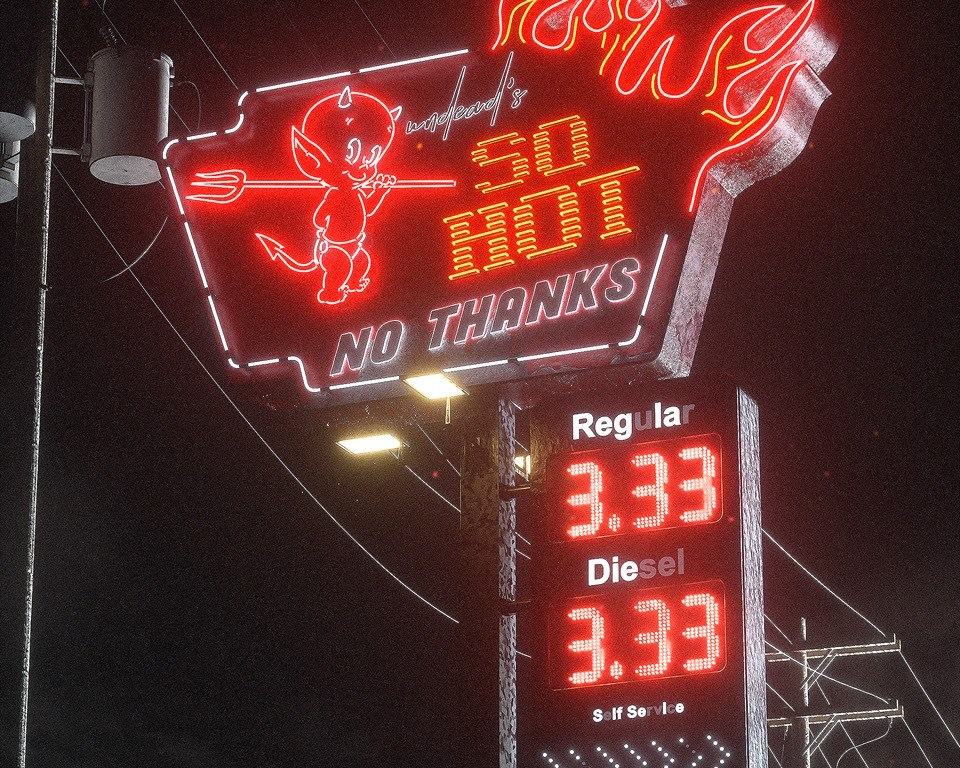 undead's
SO
HOT
NO THANKS
Regular
3.33
Diesel
3.33
Self Service